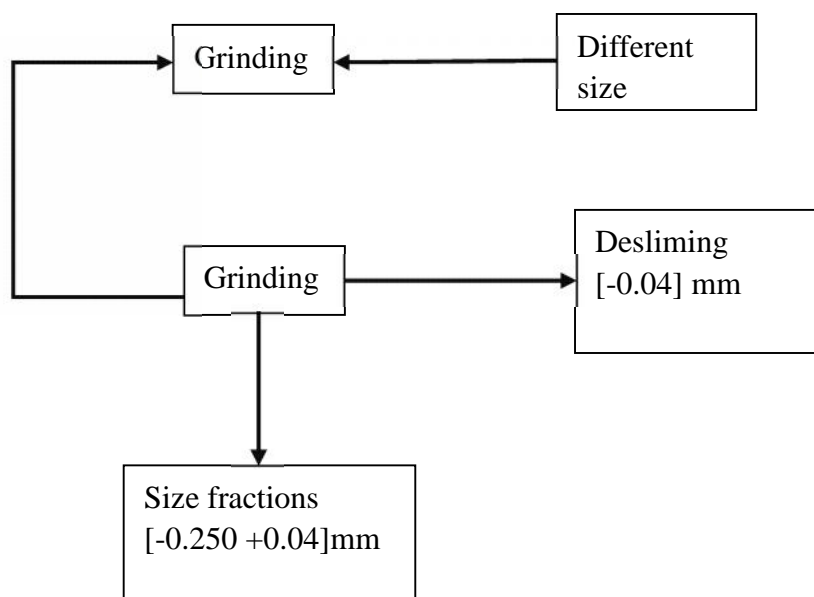 Grinding
Different
size
Desliming
[-0.04] mm
Grinding
Size fractions
[-0.250 +0.04]mm